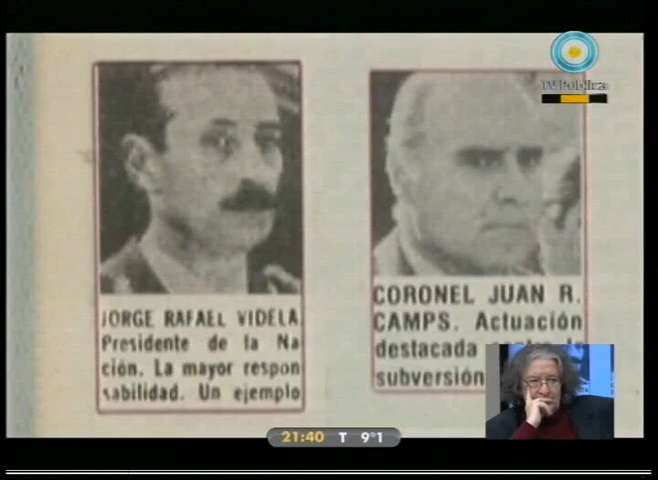 TV Pública
JORGE RAFAEL VIDELA
Presidente de la Na
ción. La mayor respon
sabilidad. Un ejemplo
CORONEL JUAN R.
CAMPS. Actuación
destacada
subversión
21:40 T 9°1